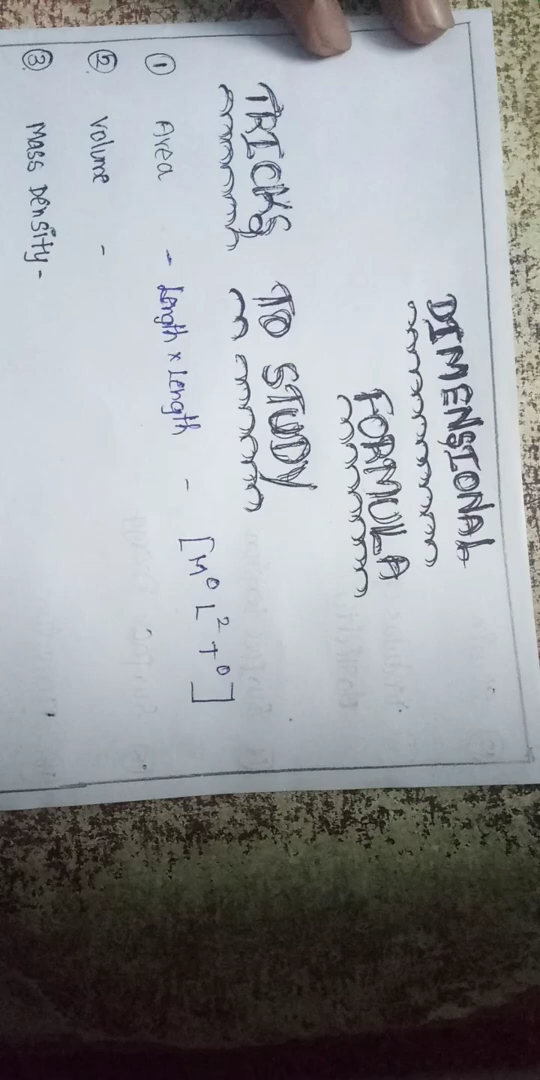 DIMENSIONAL
FORMULA
TRICKS TO STUDY
① Area - Length × Length - [M⁰ L² T⁰]
② Volume -
③ Mass Density -